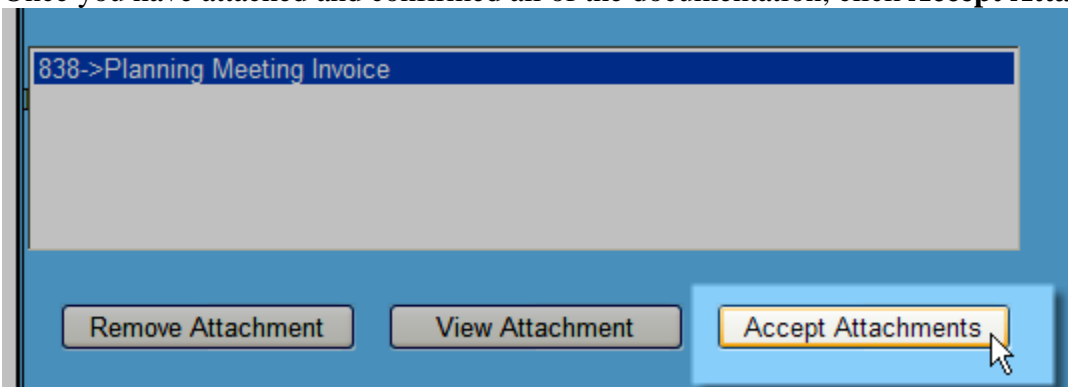 Once you have attached and confirmed all of the documentation, click Accept Atta
838->Planning Meeting Invoice
Remove Attachment View Attachment Accept Attachments